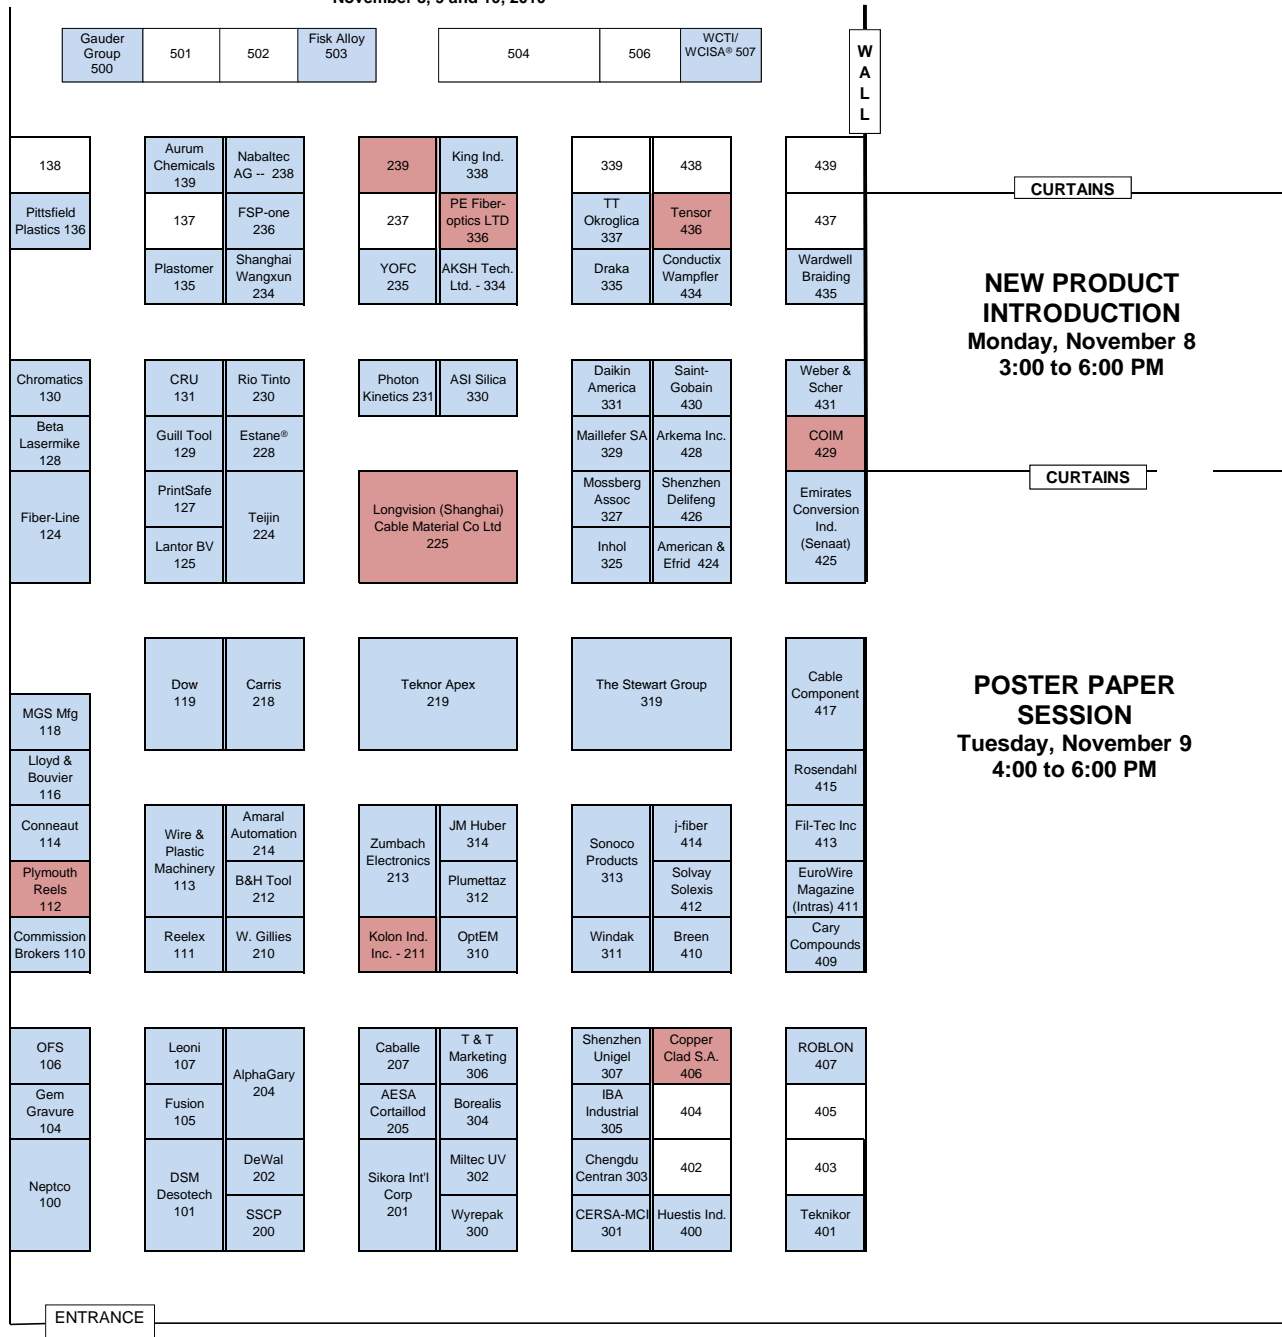 November 8, 9 and 10, 2010
Gauder
Group
500
501
502
Fisk Alloy
503
504
506
WCTI/
WCISA® 507
W
A
L
L
138
Aurum
Chemicals
139
Nabaltec
AG -- 238
239
King Ind.
338
339
438
439
CURTAINS
Pittsfield
Plastics 136
137
FSP-one
236
237
PE Fiber-
optics LTD
336
TT
Okroglica
337
Tensor
436
437
Plastomer
135
Shanghai
Wangxun
234
YOFC
235
AKSH Tech.
Ltd. - 334
Draka
335
Conductix
Wampfler
434
Wardwell
Braiding
435
NEW PRODUCT
INTRODUCTION
Monday, November 8
3:00 to 6:00 PM
Chromatics
130
CRU
131
Rio Tinto
230
Photon
Kinetics 231
ASI Silica
330
Daikin
America
331
Saint-
Gobain
430
Weber &
Scher
431
Beta
Lasermike
128
Guill Tool
129
Estane®
228
Maillefer SA
329
Arkema Inc.
428
COIM
429
CURTAINS
Fiber-Line
124
PrintSafe
127
Teijin
224
Longvision (Shanghai)
Cable Material Co Ltd
225
Mossberg
Assoc
327
Shenzhen
Delifeng
426
Emirates
Conversion
Ind.
(Senaat)
425
Lantor BV
125
Inhol
325
American &
Efrid  424
Dow
119
Carris
218
Teknor Apex
219
The Stewart Group
319
Cable
Component
417
POSTER PAPER
SESSION
Tuesday, November 9
4:00 to 6:00 PM
MGS Mfg
118
Lloyd &
Bouvier
116
Rosendahl
415
Conneaut
114
Wire &
Plastic
Machinery
113
Amaral
Automation
214
Zumbach
Electronics
213
JM Huber
314
Sonoco
Products
313
j-fiber
414
Fil-Tec Inc
413
Plymouth
Reels
112
B&H Tool
212
Plumettaz
312
Solvay
Solexis
412
EuroWire
Magazine
(Intras) 411
Commission
Brokers 110
Reelex
111
W. Gillies
210
Kolon Ind.
Inc. - 211
OptEM
310
Windak
311
Breen
410
Cary
Compounds
409
OFS
106
Leoni
107
AlphaGary
204
Caballe
207
T & T
Marketing
306
Shenzhen
Unigel
307
Copper
Clad S.A.
406
ROBLON
407
Gem
Gravure
104
Fusion
105
AESA
Cortaillod
205
Borealis
304
IBA
Industrial
305
404
405
Neptco
100
DSM
Desotech
101
DeWal
202
Sikora Int'l
Corp
201
Miltec UV
302
Chengdu
Centran 303
402
403
SSCP
200
Wyrepak
300
CERSA-MCI
301
Huestis Ind.
400
Teknikor
401
ENTRANCE